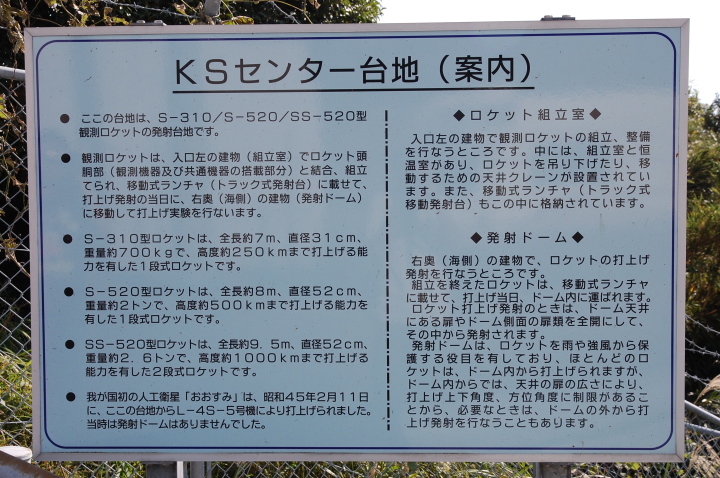 KSセンター台地（案内）
● ここの台地は、S－310／S－520／SS－520型
観測ロケットの発射台地です。
● 観測ロケットは、入口左の建物（組立室）でロケット頭
胴部（観測機器及び共通機器の搭載部分）と結合、組立
てられ、移動式ランチャ（トラック式発射台）に載せて、
打上げ発射の当日に、右奥（海側）の建物（発射ドーム）
に移動して打上げ実験を行ないます。
● S－310型ロケットは、全長約7m、直径31cm、
重量約700kgで、高度約250kmまで打上げる能
力を有した1段式ロケットです。
● S－520型ロケットは、全長約8m、直径52cm、
重量約2トンで、高度約500kmまで打上げる能力を
有した1段式ロケットです。
● SS－520型ロケットは、全長約9．5m、直径52cm、
重量約2．6トンで、高度約1000kmまで打上げる
能力を有した2段式ロケットです。
● 我が国初の人工衛星「おおすみ」は、昭和45年2月11日
に、ここの台地からL－4S－5号機により打上げられました。
当時は発射ドームはありませんでした。
◆ロケット組立室◆
入口左の建物で観測ロケットの組立、整備
を行なうところです。中には、組立室と恒
温室があり、ロケットを吊り下げたり、移
動するための天井クレーンが設置されてい
ます。また、移動式ランチャ（トラック式
移動発射台）もこの中に格納されています。
◆発射ドーム◆
右奥（海側）の建物で、ロケットの打上げ
発射を行なうところです。
組立を終えたロケットは、移動式ランチャ
に載せて、打上げ当日、ドーム内に運ばれます。
ロケット打上げ発射のときは、ドーム天井
にある扉やドーム側面の扉類を全開にして、
その中から発射されます。
発射ドームは、ロケットを雨や強風から保
護する役目を有しており、ほとんどのロ
ケットは、ドーム内から打上げられますが、
ドーム内からでは、天井の扉の広さにより、
打上げ上下角度、方位角度に制限があるこ
とから、必要なときは、ドームの外から打
上げ発射を行なうこともあります。